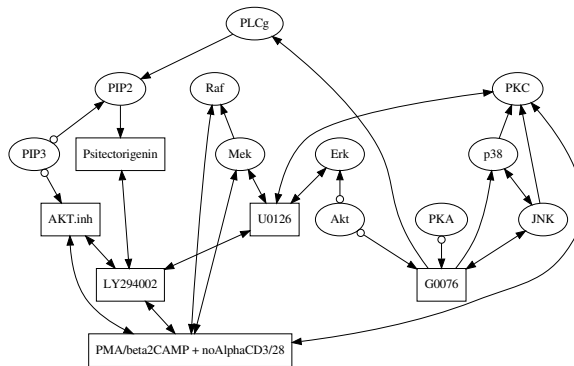 PLCg
PIP2
Raf
PKC
PIP3
Psitectorigenin
Mek
Erk
p38
AKT.inh
U0126
Akt
PKA
JNK
LY294002
G0076
PMA/beta2CAMP + noAlphaCD3/28